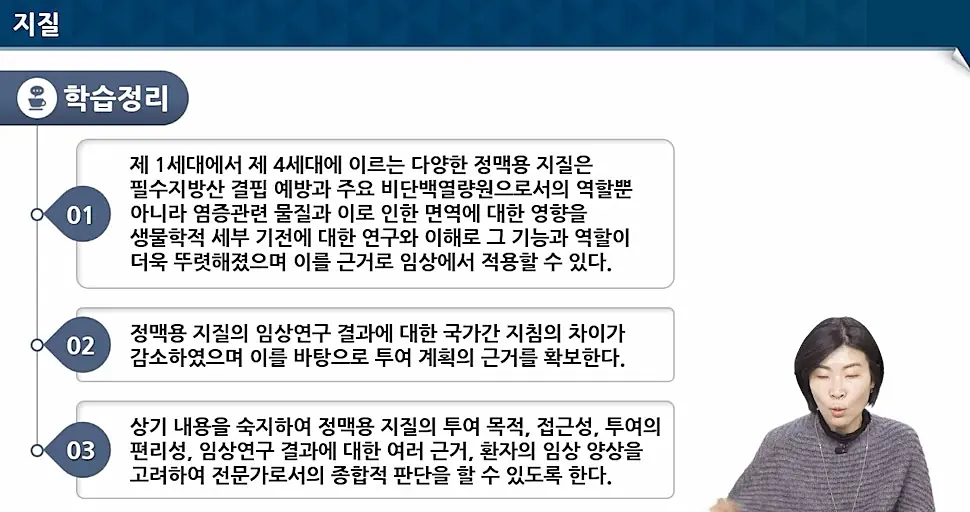 지질
학습정리
01
제 1세대에서 제 4세대에 이르는 다양한 정맥용 지질은
필수지방산 결핍 예방과 주요 비단백열량원으로서의 역할뿐
아니라 염증관련 물질과 이로 인한 면역에 대한 영향을
생물학적 세부 기전에 대한 연구와 이해로 그 기능과 역할이
더욱 뚜렷해졌으며 이를 근거로 임상에서 적용할 수 있다.
02
정맥용 지질의 임상연구 결과에 대한 국가간 지침의 차이가
감소하였으며 이를 바탕으로 투여 계획의 근거를 확보한다.
03
상기 내용을 숙지하여 정맥용 지질의 투여 목적, 접근성, 투여의
편리성, 임상연구 결과에 대한 여러 근거, 환자의 임상 양상을
고려하여 전문가로서의 종합적 판단을 할 수 있도록 한다.